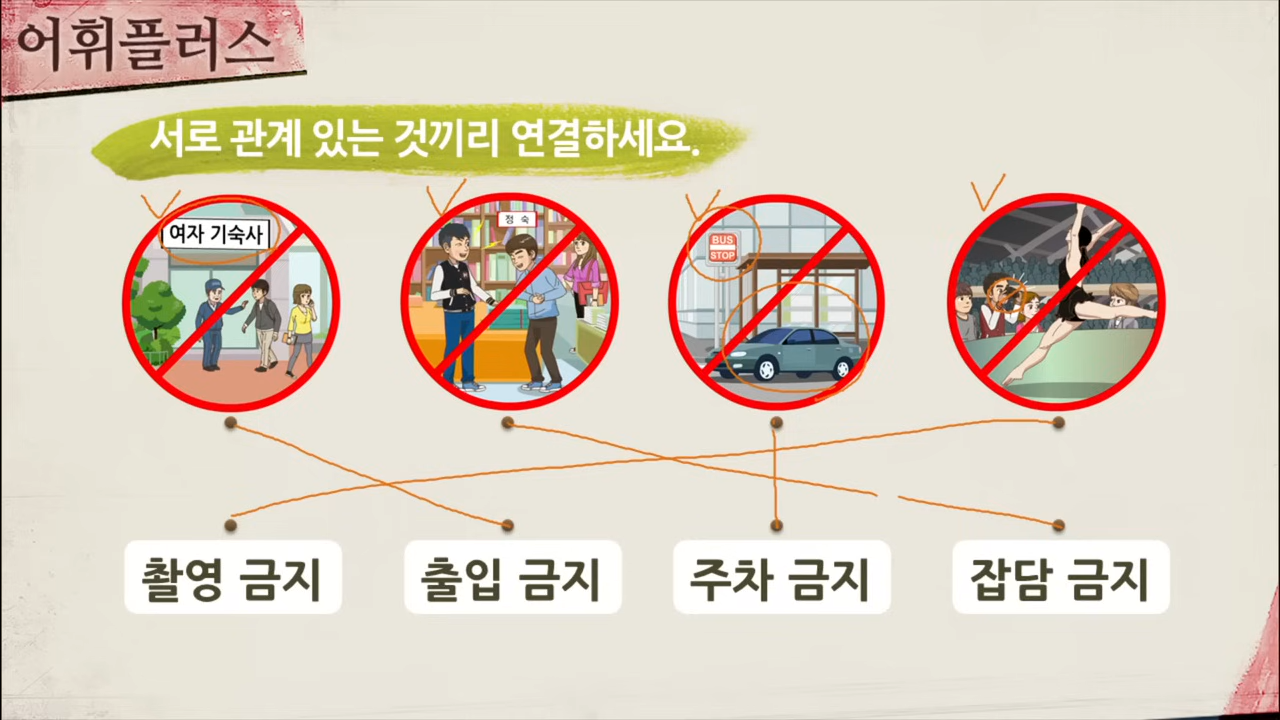 어휘플러스
서로 관계 있는 것끼리 연결하세요.
여자 기숙사
정 숙
BUS
STOP
촬영 금지
출입 금지
주차 금지
잡담 금지